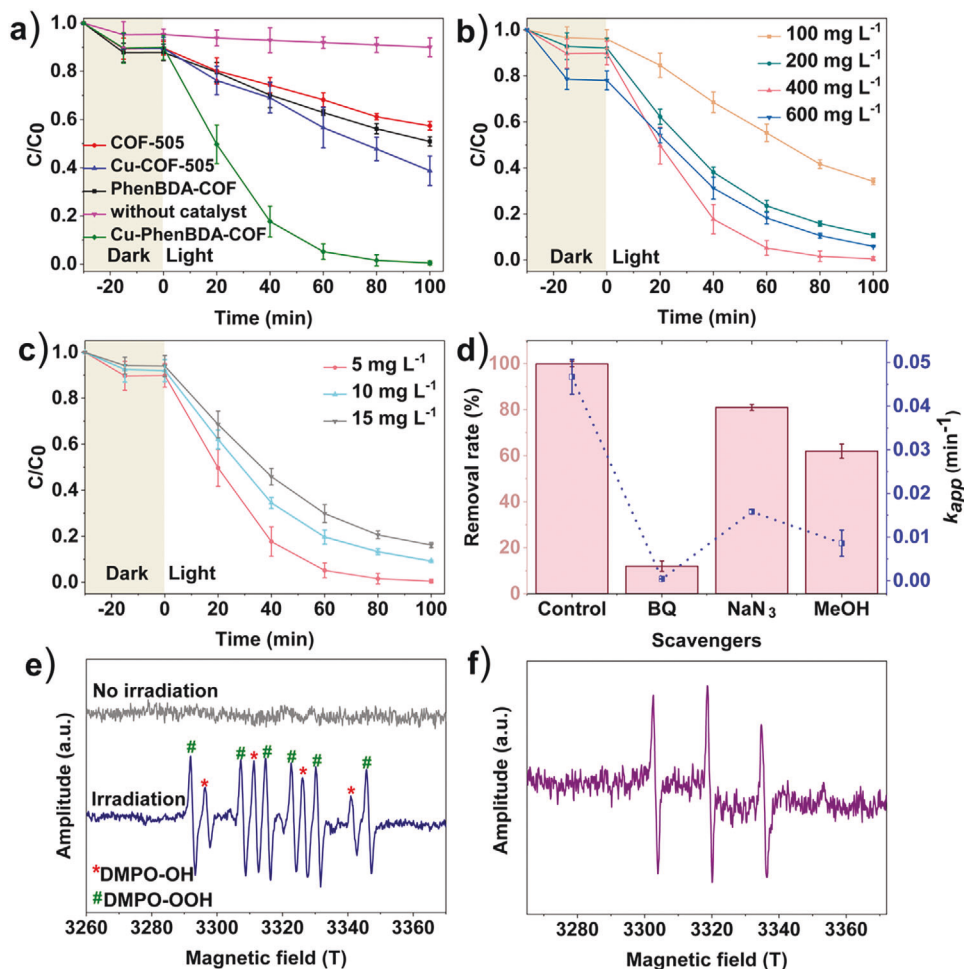 a)
C/C0
1.0
0.8
0.6
0.4
0.2
0.0
COF-505
Cu-COF-505
PhenBDA-COF
without catalyst
Cu-PhenBDA-COF
Dark Light
-20 0 20 40 60 80 100
Time (min)
b)
C/C0
1.0
0.8
0.6
0.4
0.2
0.0
100 mg L-1
200 mg L-1
400 mg L-1
600 mg L-1
Dark Light
-20 0 20 40 60 80 100
Time (min)
c)
C/C0
1.0
0.8
0.6
0.4
0.2
0.0
5 mg L-1
10 mg L-1
15 mg L-1
Dark Light
-20 0 20 40 60 80 100
Time (min)
d)
Removal rate (%)
100
80
60
40
20
0
0.05
0.04
0.03
0.02
0.01
0.00
kapp (min-1)
Control BQ NaN3 MeOH
Scavengers
e)
Amplitude (a.u.)
No irradiation
# # # # # #
* * * *
Irradiation
*DMPO-OH
#DMPO-OOH
3260 3280 3300 3320 3340 3360
Magnetic field (T)
f)
Amplitude (a.u.)
3280 3300 3320 3340 3360
Magnetic field (T)